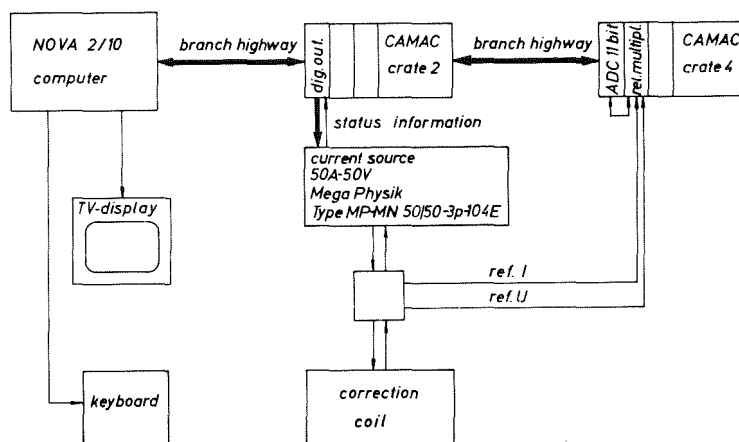 NOVA 2/10
computer
branch highway
dig. out.
CAMAC
crate 2
branch highway
ADC 11 bit
rel. multipl.
CAMAC
crate 4
status information
current source
50A-50V
Mega Physik
Type MP-MN 50/50-3p-104E
TV-display
ref. I
ref. U
keyboard
correction
coil